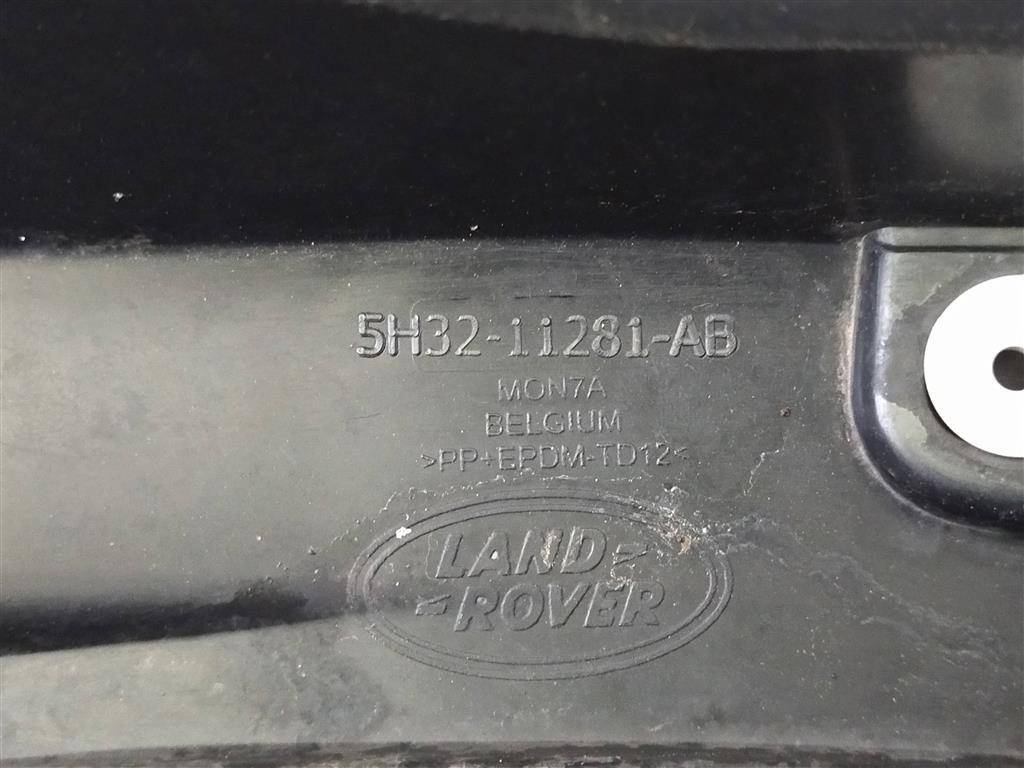 5H32-11281-AB
MON7A
BELGIUM
>PP+EPDM-TD12<
LAND
ROVER